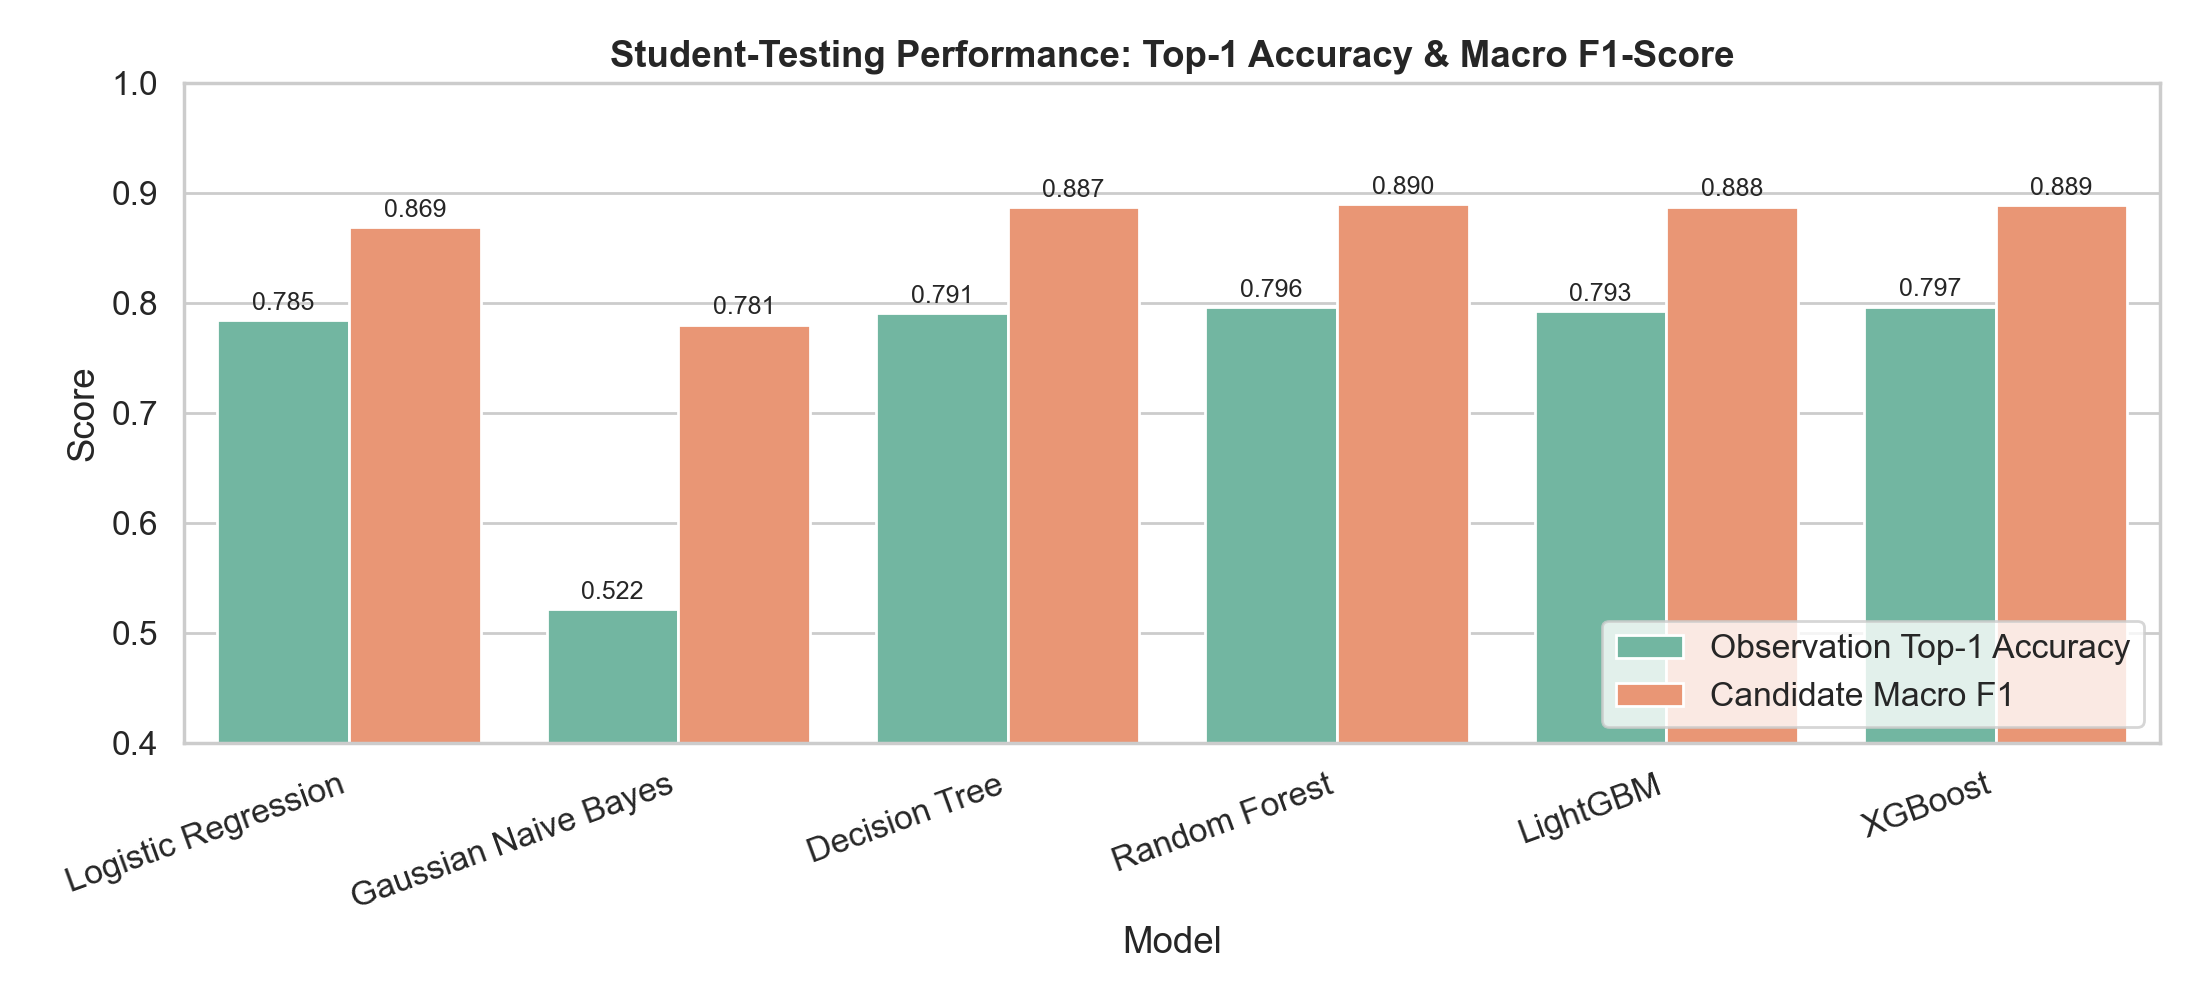 Student-Testing Performance: Top-1 Accuracy & Macro F1-Score
1.0
0.9
0.8
0.7
0.6
0.5
0.4
Score
0.785
0.869
0.522
0.781
0.791
0.887
0.796
0.890
0.793
0.888
0.797
0.889
Observation Top-1 Accuracy
Candidate Macro F1
Logistic Regression
Gaussian Naive Bayes
Decision Tree
Random Forest
LightGBM
XGBoost
Model